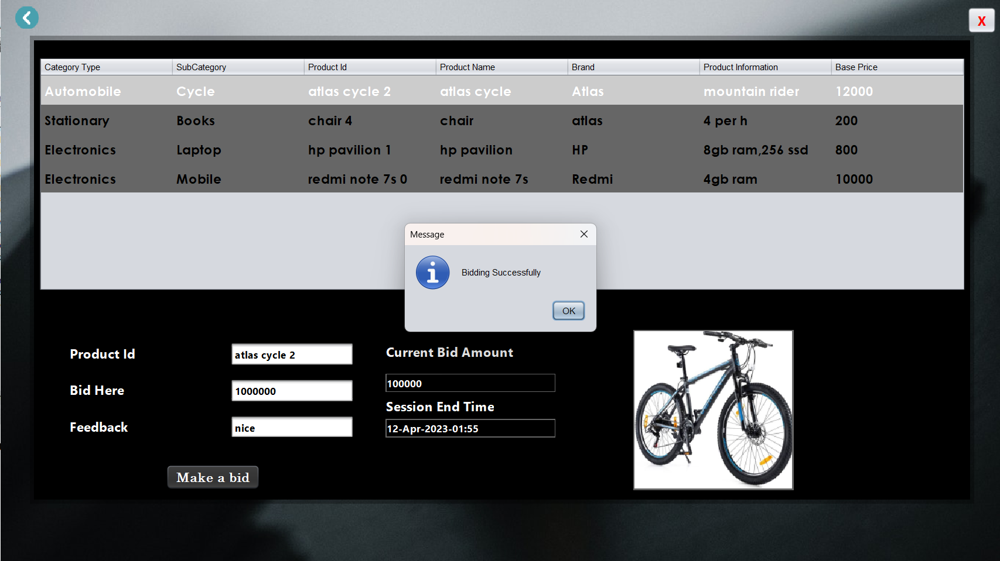 X
Category Type SubCategory Product Id Product Name Brand Product Information Base Price
Automobile Cycle atlas cycle 2 atlas cycle Atlas mountain rider 12000
Stationary Books chair 4 chair atlas 4 per h 200
Electronics Laptop hp pavilion 1 hp pavilion HP 8gb ram,256 ssd 800
Electronics Mobile redmi note 7s 0 redmi note 7s Redmi 4gb ram 10000
Message
Bidding Successfully
OK
Product Id atlas cycle 2
Bid Here 1000000
Feedback nice
Make a bid
Current Bid Amount
100000
Session End Time
12-Apr-2023-01:55